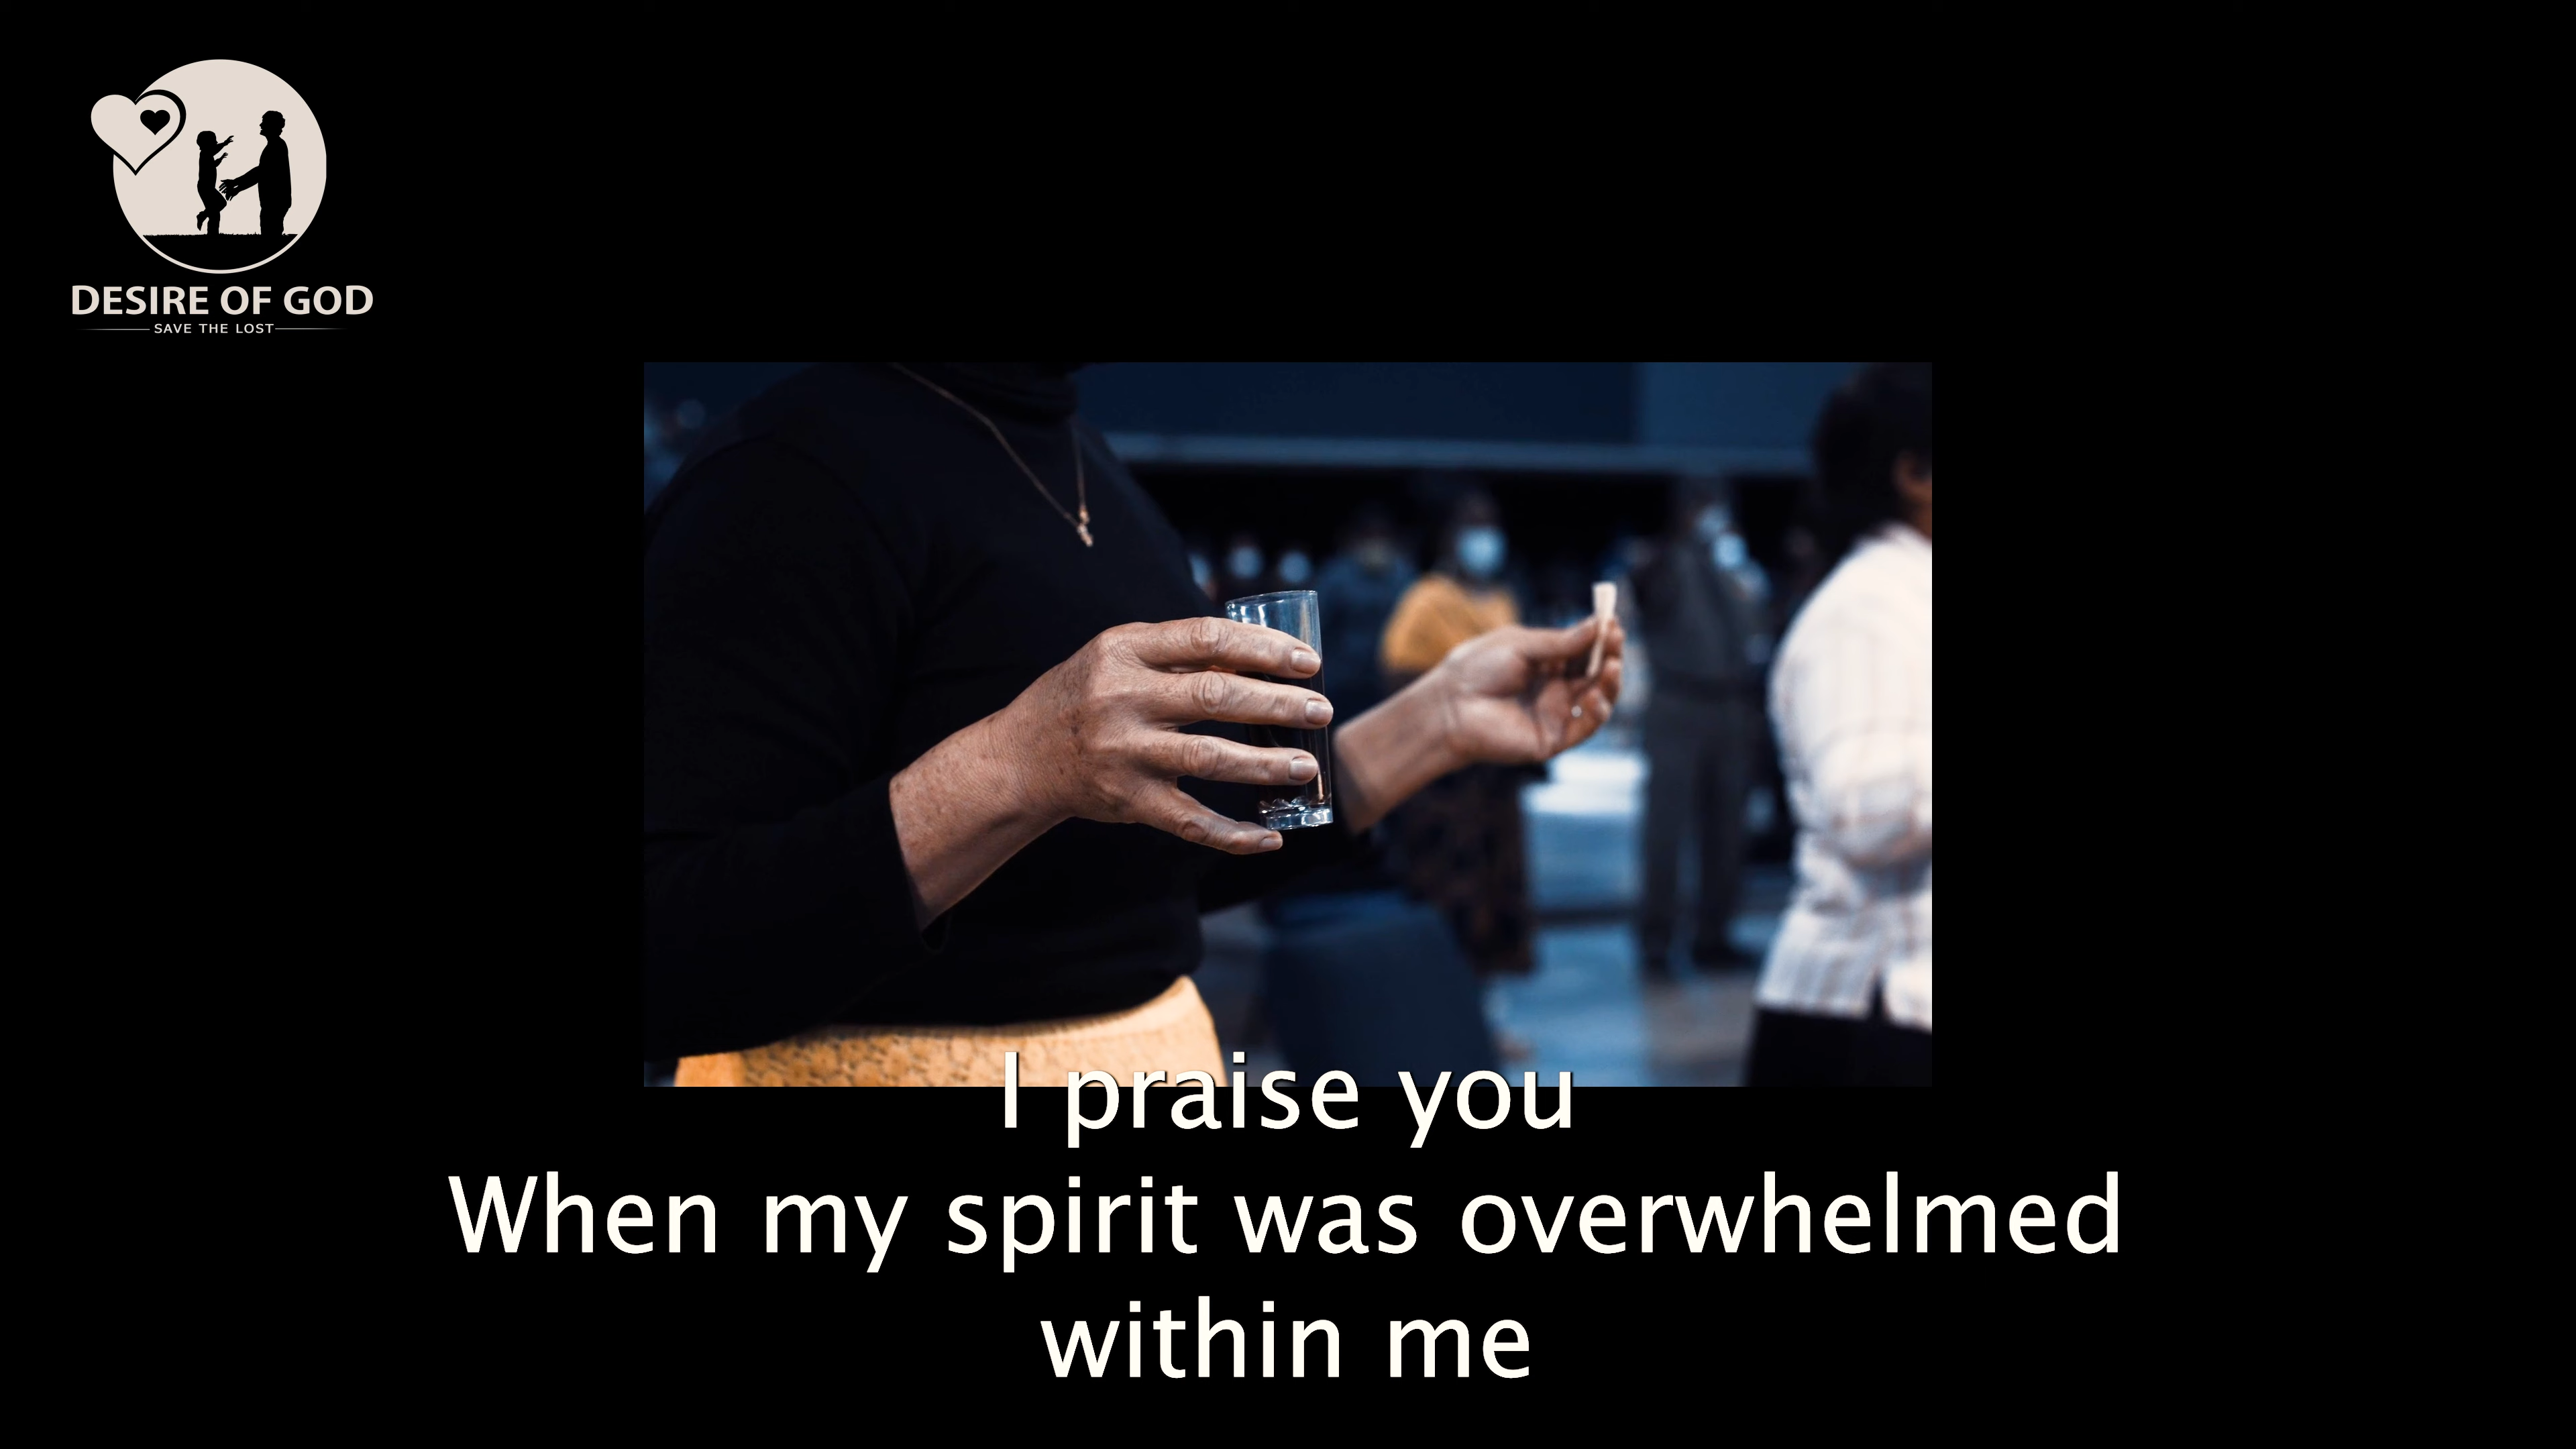 DESIRE OF GOD
SAVE THE LOST
I praise you
When my spirit was overwhelmed
within me